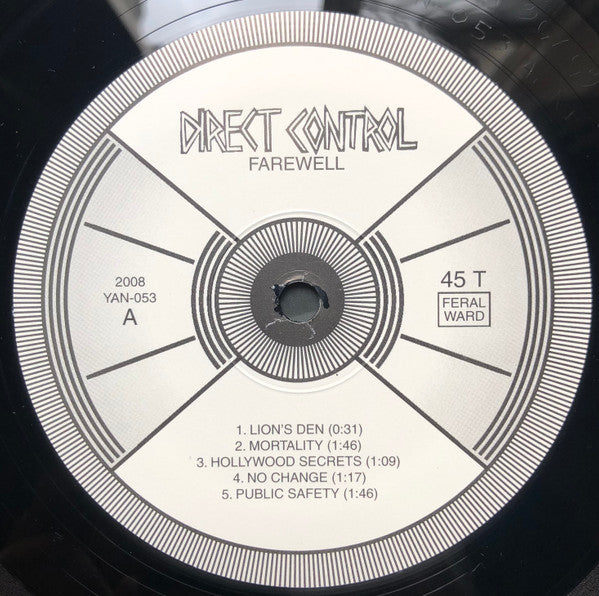 DIRECT CONTROL
FAREWELL
2008
YAN-053
A
45 T
FERAL
WARD
1. LION'S DEN (0:31)
2. MORTALITY (1:46)
3. HOLLYWOOD SECRETS (1:09)
4. NO CHANGE (1:17)
5. PUBLIC SAFETY (1:46)